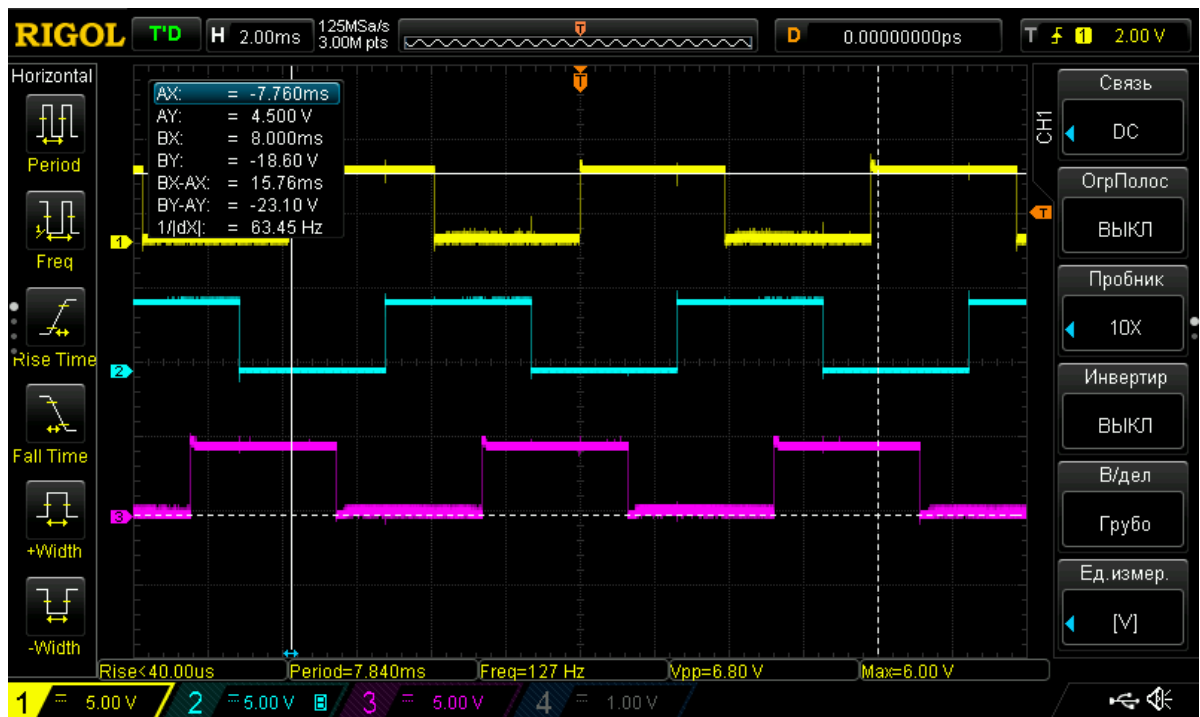 RIGOL T'D H 2.00ms 125MSa/s 3.00M pts T D 0.00000000ps T 1 2.00 V
Horizontal
Period
Freq
Rise Time
Fall Time
+Width
-Width
AX: = -7.760ms
AY: = 4.500 V
BX: = 8.000ms
BY: = -18.60 V
BX-AX: = 15.76ms
BY-AY: = -23.10 V
1/|dX|: = 63.45 Hz
T
T
1
2
3
CH1
Связь
DC
ОгрПолос
ВЫКЛ
Пробник
10X
Инвертир
ВЫКЛ
В/дел
Грубо
Ед.измер.
[V]
Rise<40.00us Period=7.840ms Freq=127 Hz Vpp=6.80 V Max=6.00 V
1 5.00 V 2 5.00 V B 3 5.00 V 4 1.00 V